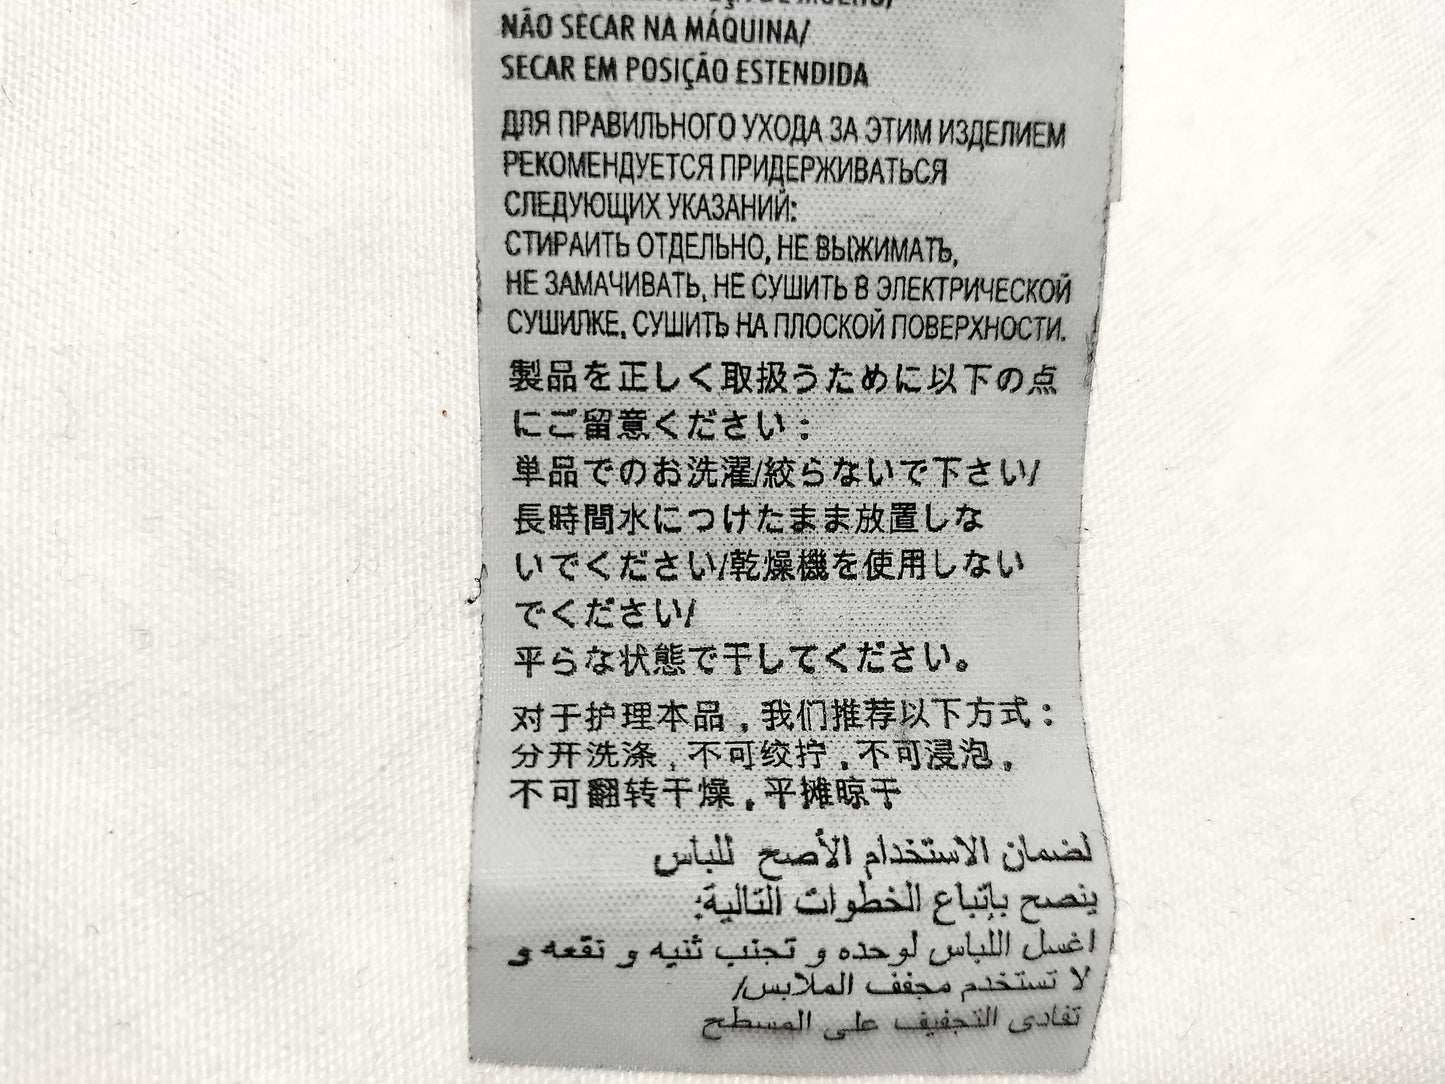 NÃO SECAR NA MÁQUINA/
SECAR EM POSIÇÃO ESTENDIDA
ДЛЯ ПРАВИЛЬНОГО УХОДА ЗА ЭТИМ ИЗДЕЛИЕМ
РЕКОМЕНДУЕТСЯ ПРИДЕРЖИВАТЬСЯ
СЛЕДУЮЩИХ УКАЗАНИЙ:
СТИРАИТЬ ОТДЕЛЬНО, НЕ ВЫЖИМАТЬ,
НЕ ЗАМАЧИВАТЬ, НЕ СУШИТЬ В ЭЛЕКТРИЧЕСКОЙ
СУШИЛКЕ, СУШИТЬ НА ПЛОСКОЙ ПОВЕРХНОСТИ.
製品を正しく取扱うために以下の点
にご留意ください：
単品でのお洗濯/絞らないで下さい/
長時間水につけたまま放置しな
いでください/乾燥機を使用しない
でください/
平らな状態で干してください。
对于护理本品，我们推荐以下方式：
分开洗涤，不可绞拧，不可浸泡，
不可翻转干燥，平摊晾干
لضمان الاستخدام الأصح للباس
ينصح بإتباع الخطوات التالية:
اغسل اللباس لوحده و تجنب ثنيه و نقعه و
لا تستخدم مجفف الملابس/
تفادى التجفيف على المسطح